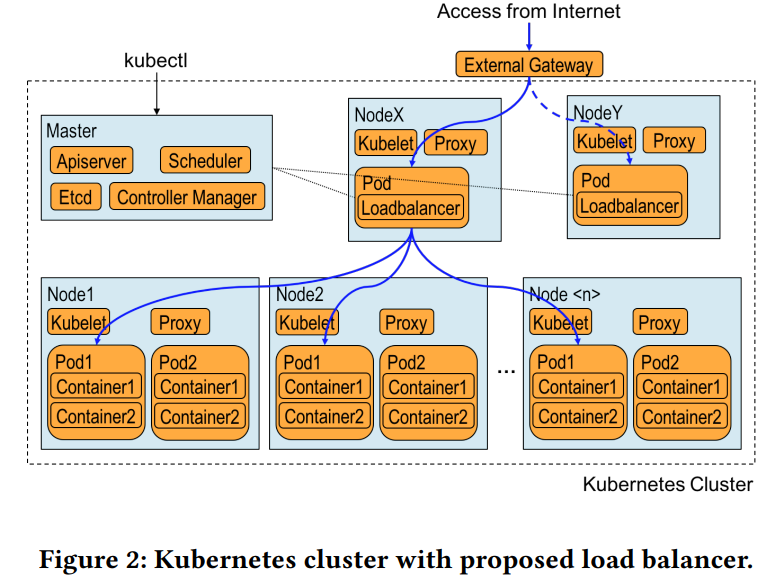 Access from Internet
External Gateway
kubectl
Master
Apiserver
Scheduler
Etcd
Controller Manager
NodeX
Kubelet
Proxy
Pod
Loadbalancer
NodeY
Kubelet
Proxy
Pod
Loadbalancer
Node1
Kubelet
Proxy
Pod1
Container1
Container2
Pod2
Container1
Container2
Node2
Kubelet
Proxy
Pod1
Container1
Container2
Pod2
Container1
Container2
...
Node <n>
Kubelet
Proxy
Pod1
Container1
Container2
Pod2
Container1
Container2
Kubernetes Cluster
Figure 2: Kubernetes cluster with proposed load balancer.